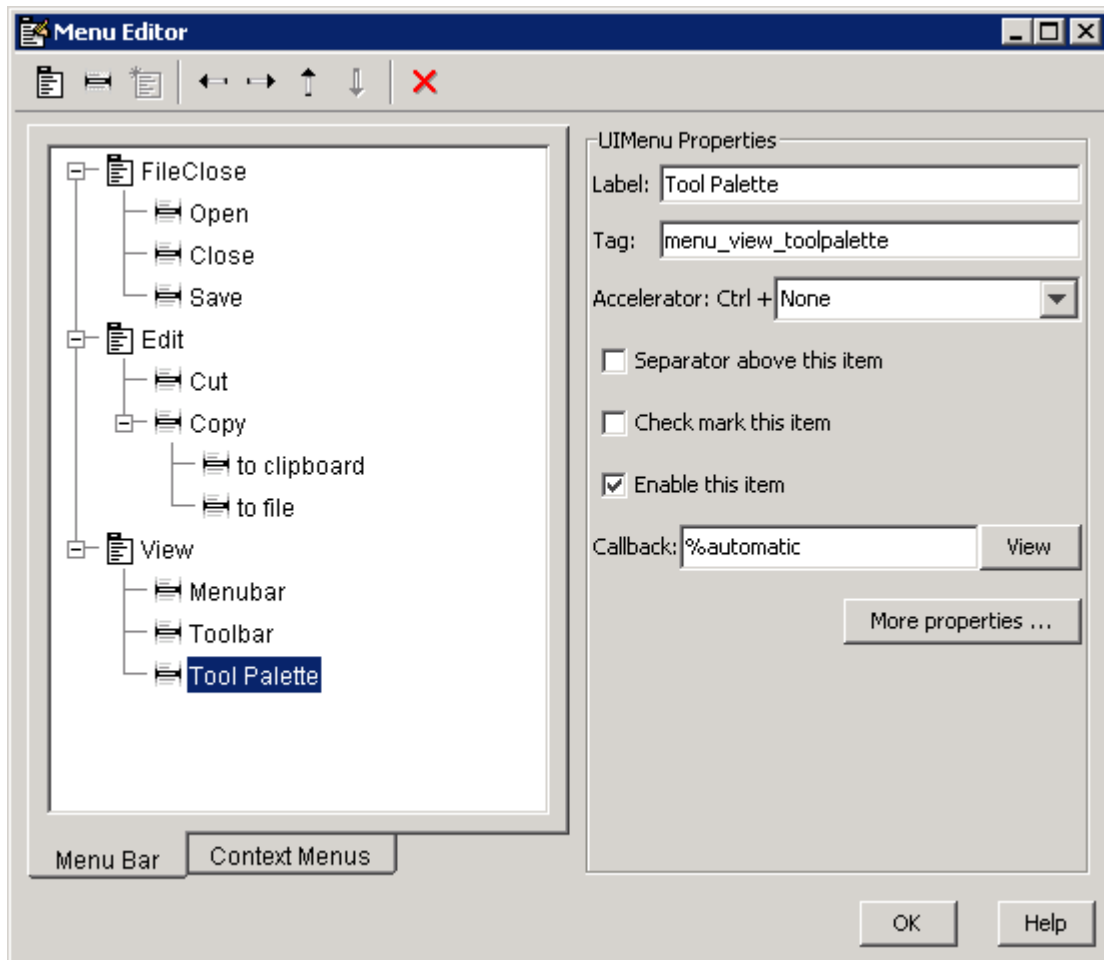 Menu Editor
FileClose
Open
Close
Save
Edit
Cut
Copy
to clipboard
to file
View
Menubar
Toolbar
Tool Palette
Menu Bar
Context Menus
UIMenu Properties
Label: Tool Palette
Tag: menu_view_toolpalette
Accelerator: Ctrl + None
Separator above this item
Check mark this item
Enable this item
Callback: %automatic View
More properties ...
OK Help